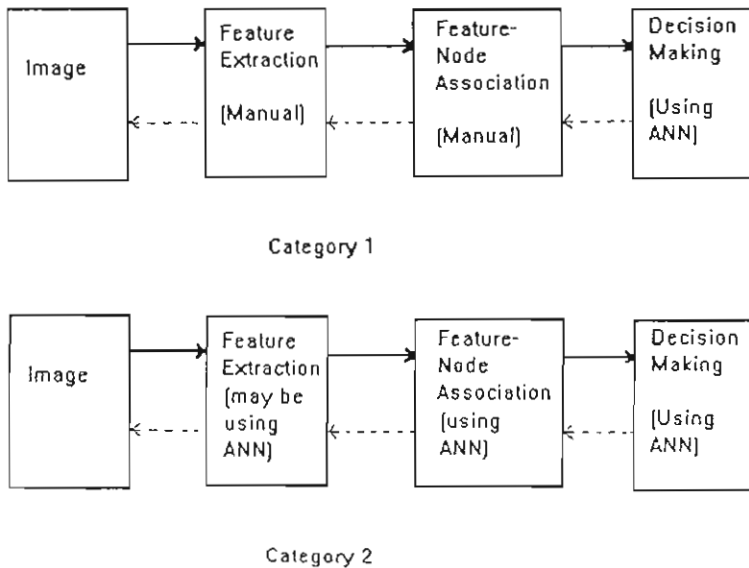 Image
Feature
Extraction
(Manual)
Feature-
Node
Association
(Manual)
Decision
Making
(Using
ANN)
Category 1
Image
Feature
Extraction
(may be
using
ANN)
Feature-
Node
Association
(using
ANN)
Decision
Making
(Using
ANN)
Category 2